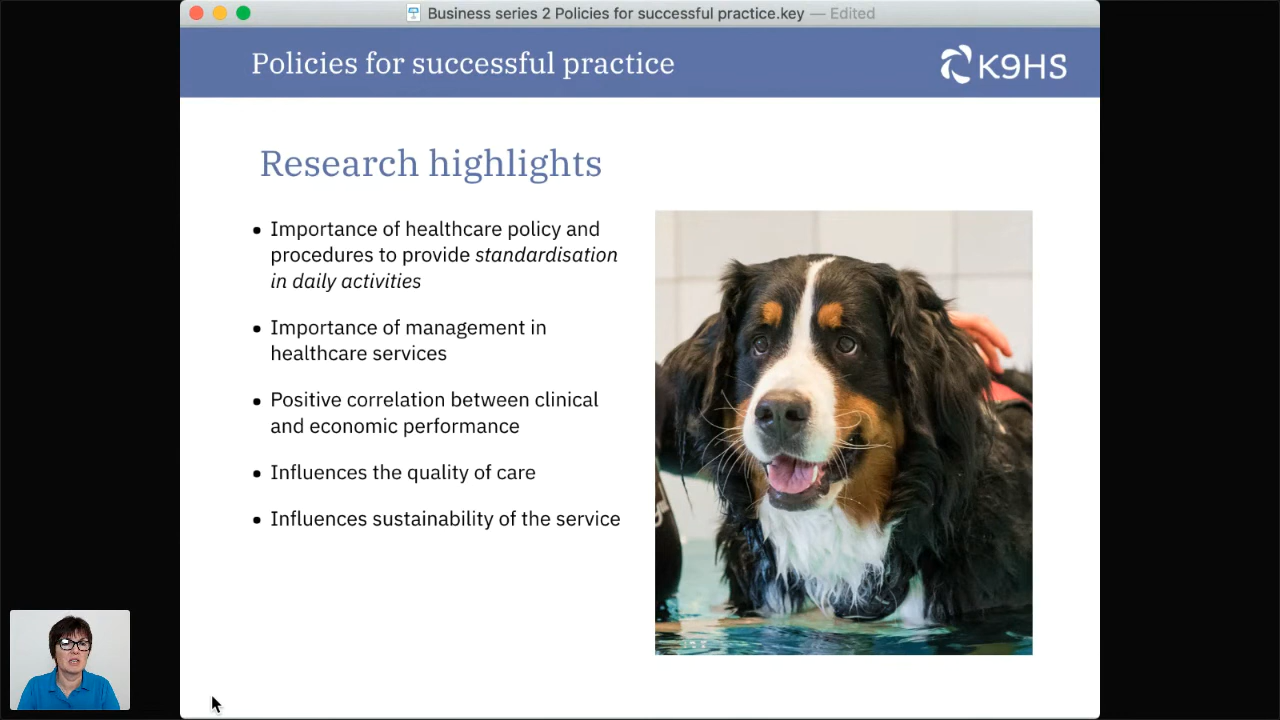 Business series 2 Policies for successful practice.key — Edited
Policies for successful practice
K9HS
Research highlights
• Importance of healthcare policy and
procedures to provide standardisation
in daily activities
• Importance of management in
healthcare services
• Positive correlation between clinical
and economic performance
• Influences the quality of care
• Influences sustainability of the service